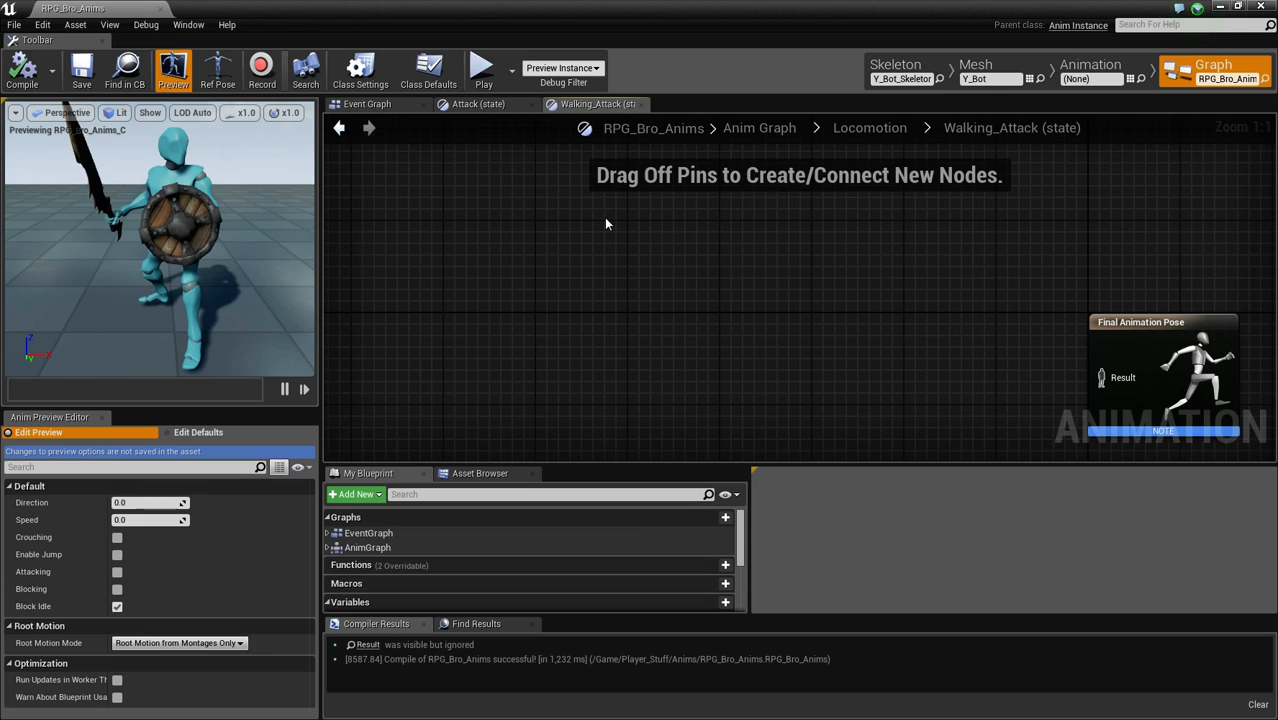 RPG_Bro_Anims
File Edit Asset View Debug Window Help
Parent class: Anim Instance Search For Help
Toolbar
Compile Save Find in CB Preview Ref Pose Record Search Class Settings Class Defaults Play
Preview Instance
Debug Filter
Skeleton
Y_Bot_Skeletor
Mesh
Y_Bot
Animation
(None)
Graph
RPG_Bro_Anim
Perspective Lit Show LOD Auto x1.0 x1.0
Previewing RPG_Bro_Anims_C
Z
X
Y
Event Graph Attack (state) Walking_Attack (st
RPG_Bro_Anims > Anim Graph > Locomotion > Walking_Attack (state)
Zoom 1:1
Drag Off Pins to Create/Connect New Nodes.
Final Animation Pose
Result
NOTE
ANIMATION
Anim Preview Editor
Edit Preview Edit Defaults
Changes to preview options are not saved in the asset.
Search
Default
Direction 0.0
Speed 0.0
Crouching
Enable Jump
Attacking
Blocking
Block Idle
Root Motion
Root Motion Mode Root Motion from Montages Only
Optimization
Run Updates in Worker Th
Warn About Blueprint Usa
My Blueprint Asset Browser
+Add New Search
Graphs
EventGraph
AnimGraph
Functions (2 Overridable)
Macros
Variables
Compiler Results Find Results
Result was visible but ignored
[8587.84] Compile of RPG_Bro_Anims successful! [in 1,232 ms] (/Game/Player_Stuff/Anims/RPG_Bro_Anims.RPG_Bro_Anims)
Clear